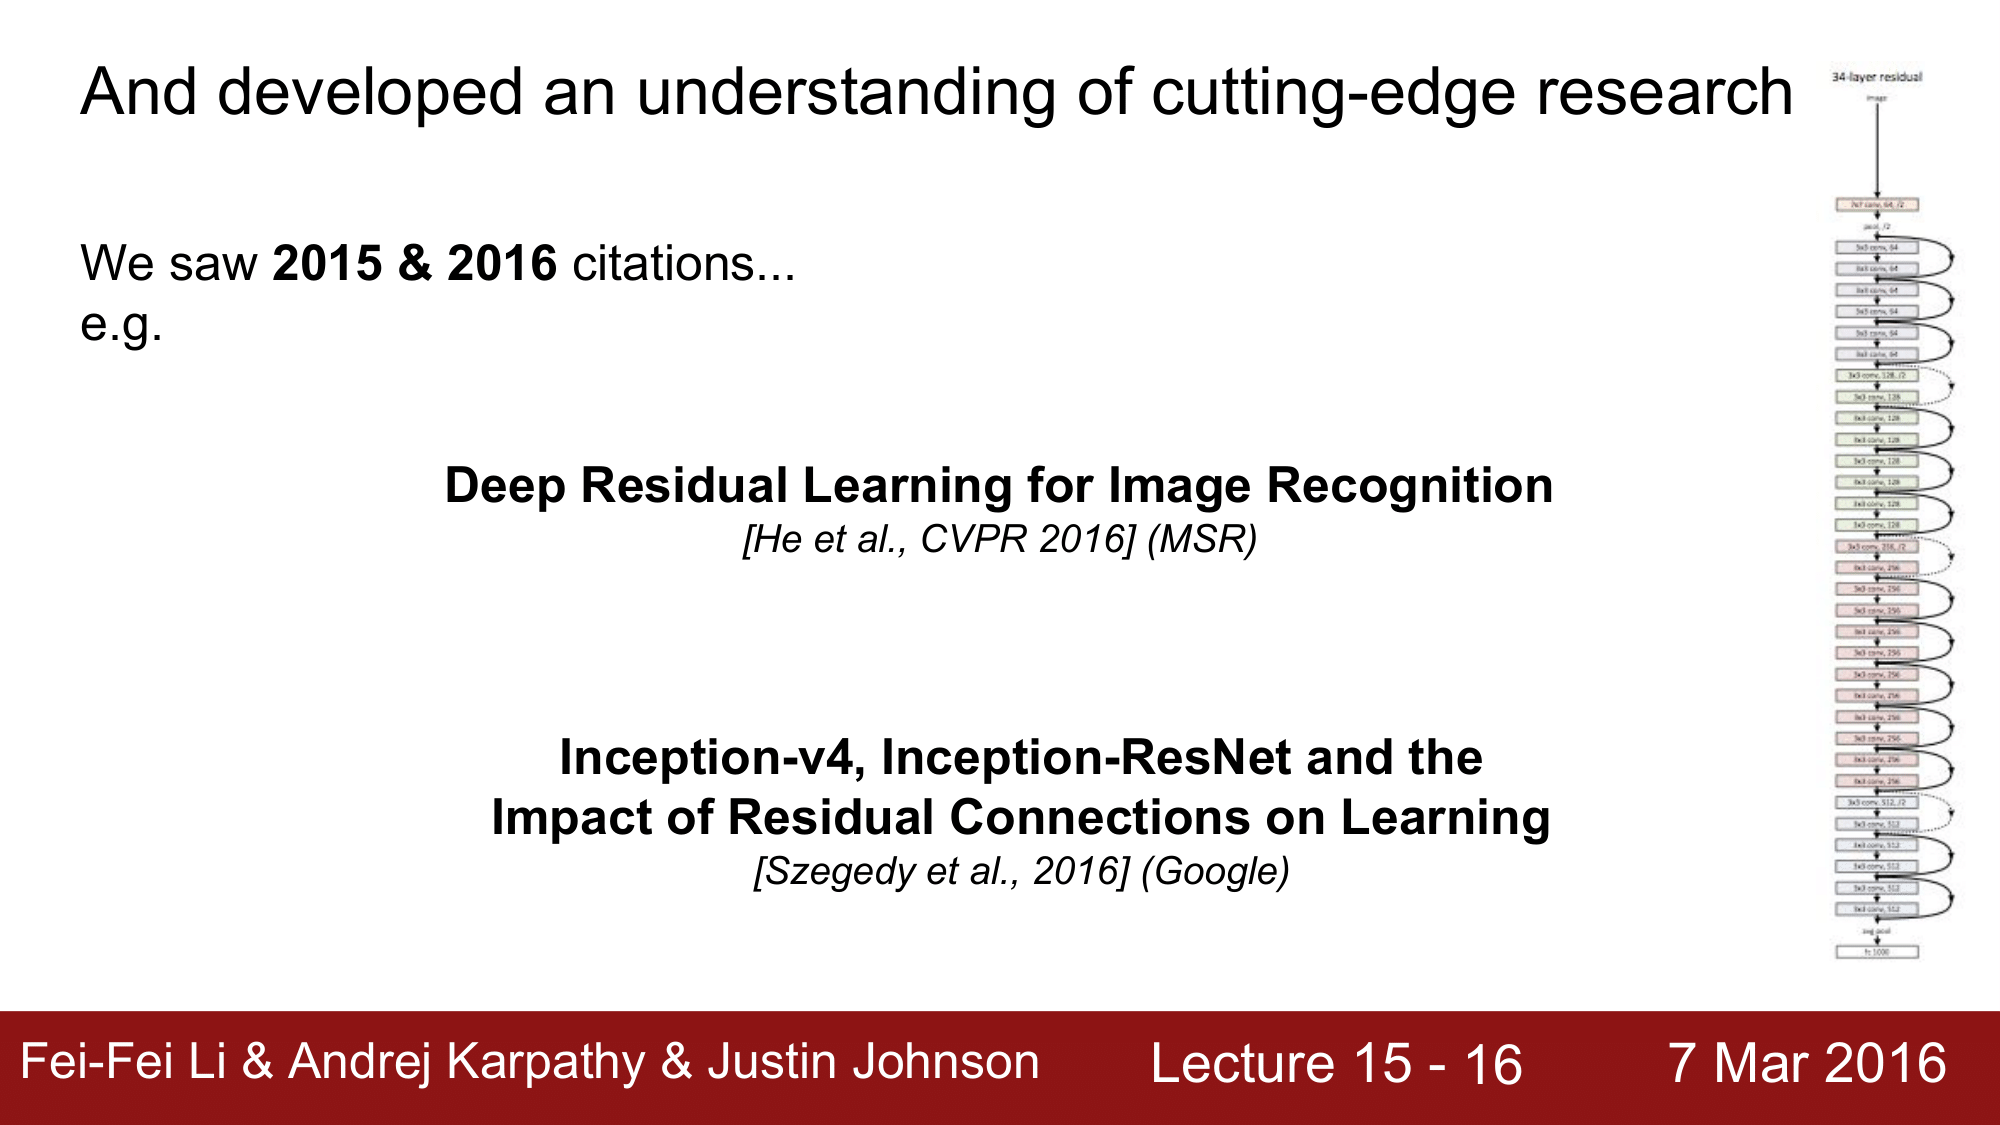 And developed an understanding of cutting-edge research
We saw 2015 & 2016 citations...
e.g.
Deep Residual Learning for Image Recognition
[He et al., CVPR 2016] (MSR)
Inception-v4, Inception-ResNet and the
Impact of Residual Connections on Learning
[Szegedy et al., 2016] (Google)
34-layer residual
image
7x7 conv, 64, /2
pool, /2
3x3 conv, 64
3x3 conv, 64
3x3 conv, 64
3x3 conv, 64
3x3 conv, 64
3x3 conv, 64
3x3 conv, 128, /2
3x3 conv, 128
3x3 conv, 128
3x3 conv, 128
3x3 conv, 128
3x3 conv, 128
3x3 conv, 128
3x3 conv, 128
3x3 conv, 256, /2
3x3 conv, 256
3x3 conv, 256
3x3 conv, 256
3x3 conv, 256
3x3 conv, 256
3x3 conv, 256
3x3 conv, 256
3x3 conv, 256
3x3 conv, 256
3x3 conv, 256
3x3 conv, 256
3x3 conv, 512, /2
3x3 conv, 512
3x3 conv, 512
3x3 conv, 512
3x3 conv, 512
3x3 conv, 512
avg pool
fc 1000
Fei-Fei Li & Andrej Karpathy & Justin Johnson
Lecture 15 - 16
7 Mar 2016